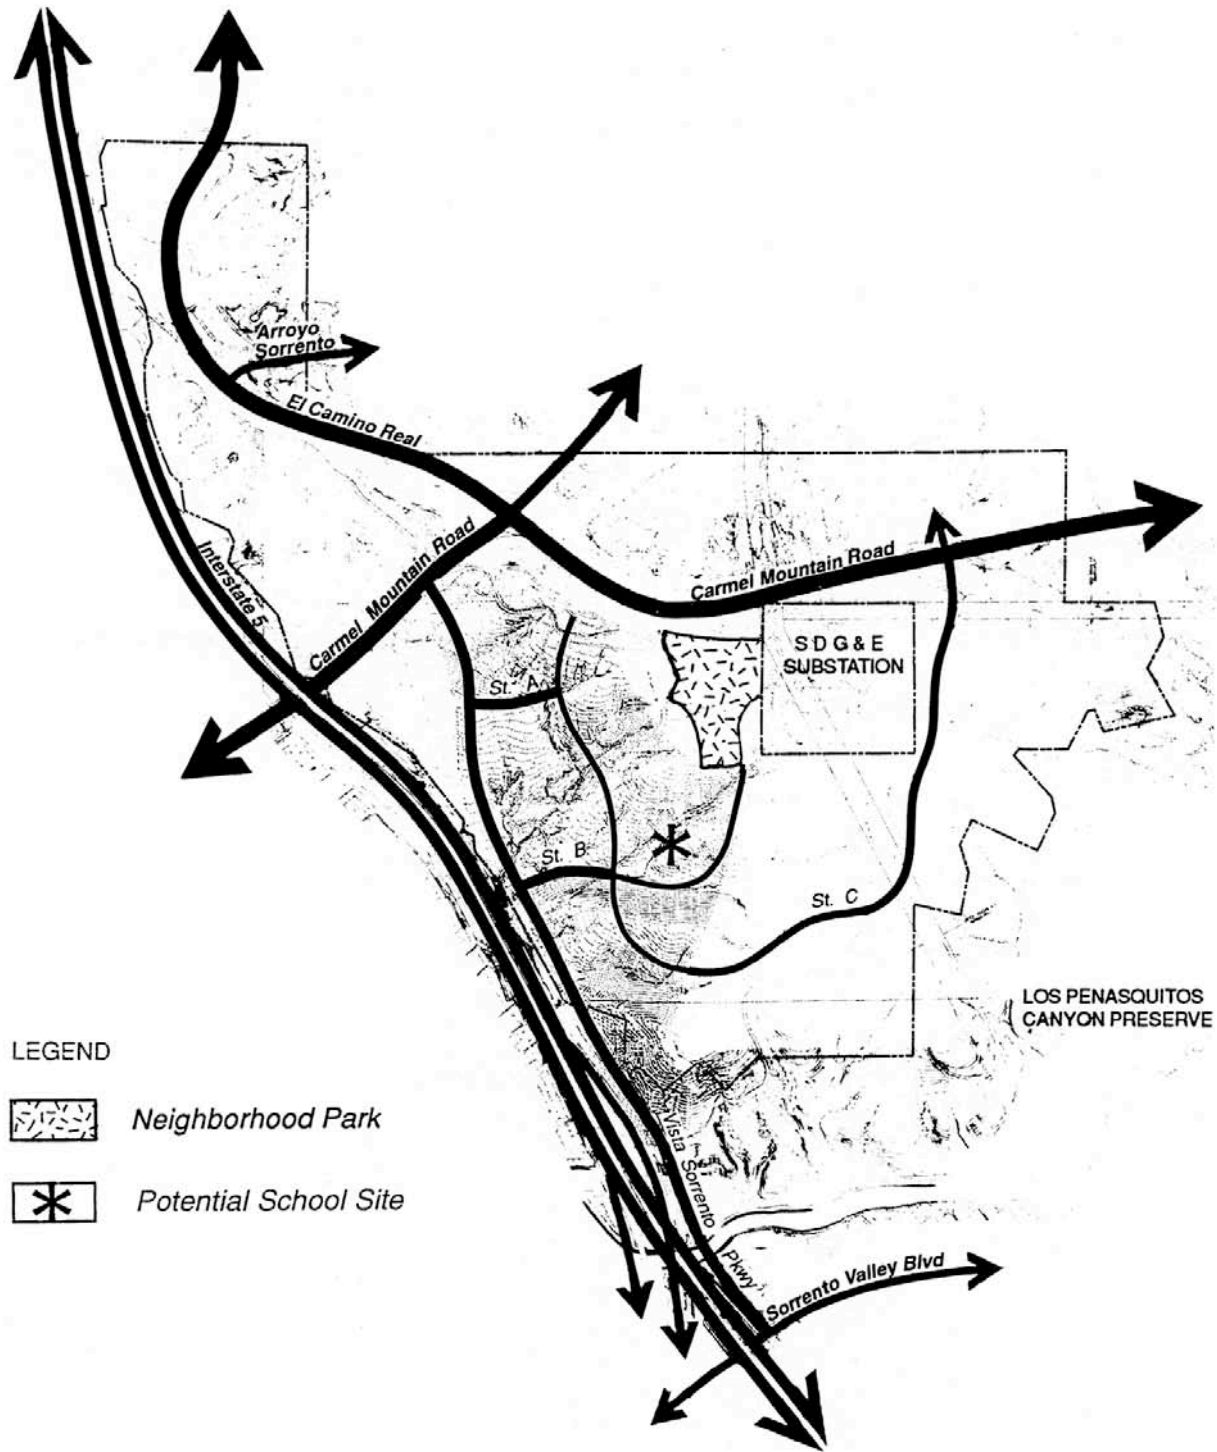 Arroyo
Sorrento
El Camino Real
Interstate 5
Carmel Mountain Road
Carmel Mountain Road
S D G & E
SUBSTATION
St. A
St. B
St. C
LOS PENASQUITOS
CANYON PRESERVE
LEGEND
Neighborhood Park
Potential School Site
Vista Sorrento Pkwy
Sorrento Valley Blvd